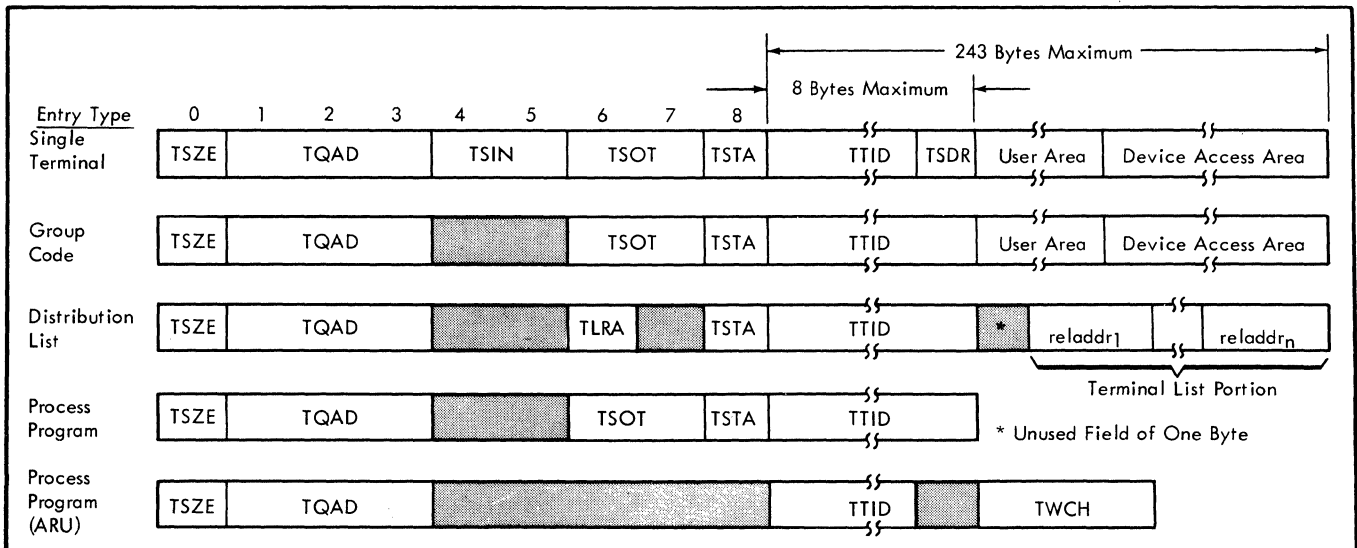 243 Bytes Maximum
8 Bytes Maximum
Entry Type 0 1 2 3 4 5 6 7 8
Single
Terminal
TSZE TQAD TSIN TSOT TSTA TTID TSDR User Area Device Access Area
Group
Code
TSZE TQAD TSOT TSTA TTID User Area Device Access Area
Distribution
List
TSZE TQAD TLRA TSTA TTID * reladdr1 reladdrn
Terminal List Portion
Process
Program
TSZE TQAD TSOT TSTA TTID
* Unused Field of One Byte
Process
Program
(ARU)
TSZE TQAD TTID TWCH